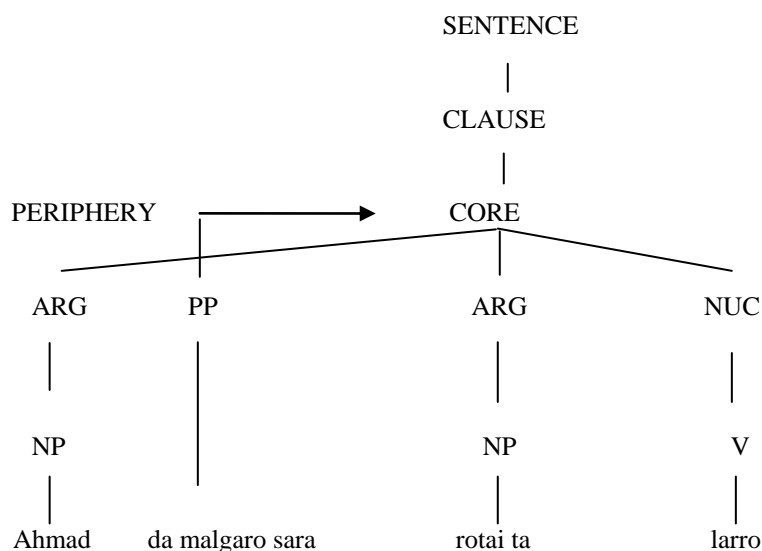 SENTENCE
CLAUSE
PERIPHERY CORE
ARG PP ARG NUC
NP NP V
Ahmad da malgaro sara rotai ta larro